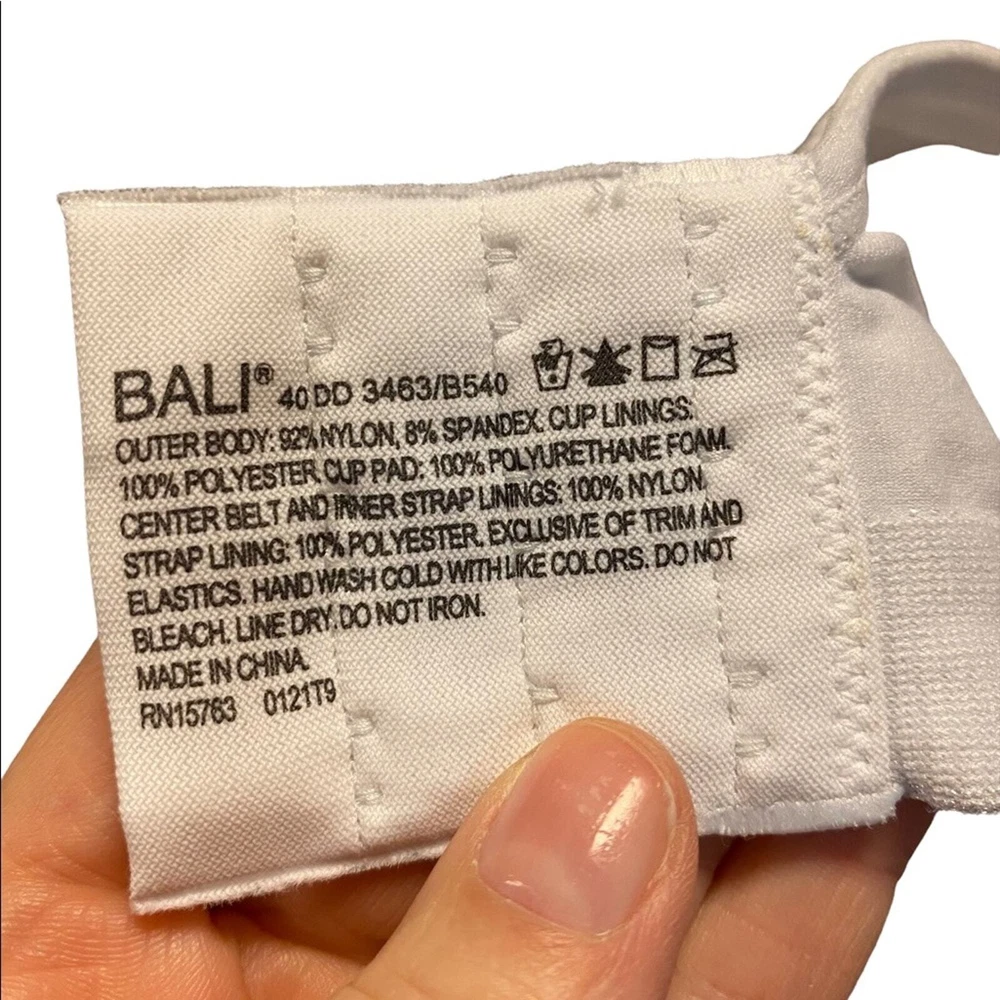 BALI® 40 DD 3463/B540
OUTER BODY: 92% NYLON, 8% SPANDEX. CUP LININGS:
100% POLYESTER. CUP PAD: 100% POLYURETHANE FOAM.
CENTER BELT AND INNER STRAP LININGS: 100% NYLON
STRAP LINING: 100% POLYESTER. EXCLUSIVE OF TRIM AND
ELASTICS. HAND WASH COLD WITH LIKE COLORS. DO NOT
BLEACH. LINE DRY. DO NOT IRON.
MADE IN CHINA.
RN15763 0121T9